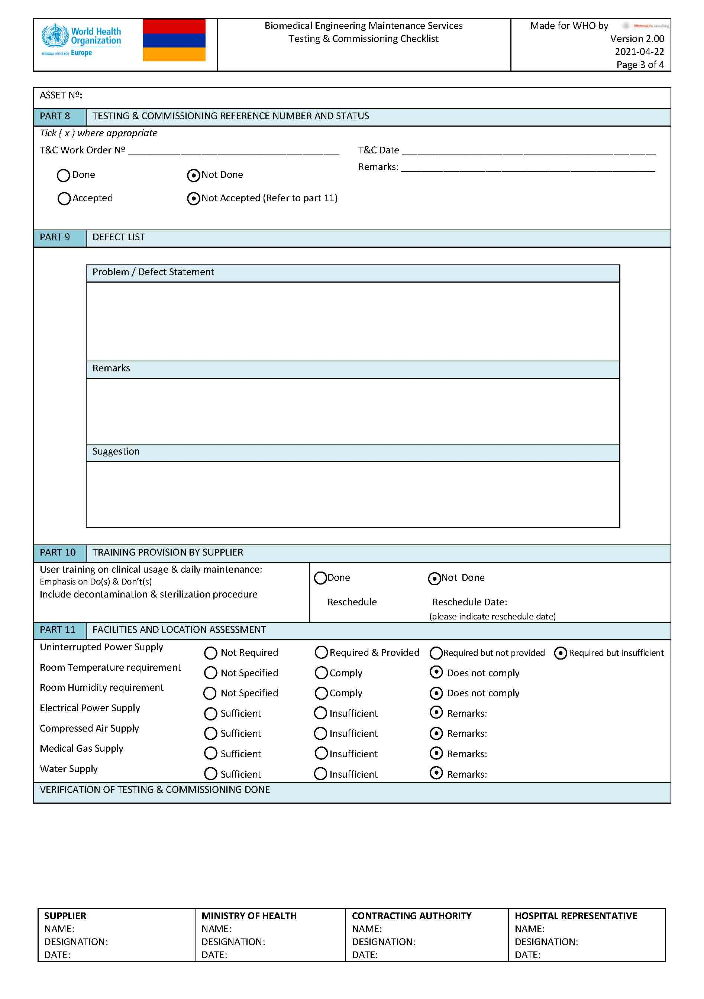 World Health
Organization
REGIONAL OFFICE FOR Europe
Biomedical Engineering Maintenance Services
Testing & Commissioning Checklist
Made for WHO by
Version 2.00
2021-04-22
Page 3 of 4
ASSET Nº:
PART 8 TESTING & COMMISSIONING REFERENCE NUMBER AND STATUS
Tick ( x ) where appropriate
T&C Work Order Nº ________________________________________ T&C Date ________________________________________________
Remarks: ________________________________________________
Done Not Done
Accepted Not Accepted (Refer to part 11)
PART 9 DEFECT LIST
Problem / Defect Statement
Remarks
Suggestion
PART 10 TRAINING PROVISION BY SUPPLIER
User training on clinical usage & daily maintenance:
Emphasis on Do(s) & Don't(s)
Include decontamination & sterilization procedure
Done Not Done
Reschedule Reschedule Date:
(please indicate reschedule date)
PART 11 FACILITIES AND LOCATION ASSESSMENT
Uninterrupted Power Supply Not Required Required & Provided Required but not provided Required but insufficient
Room Temperature requirement Not Specified Comply Does not comply
Room Humidity requirement Not Specified Comply Does not comply
Electrical Power Supply Sufficient Insufficient Remarks:
Compressed Air Supply Sufficient Insufficient Remarks:
Medical Gas Supply Sufficient Insufficient Remarks:
Water Supply Sufficient Insufficient Remarks:
VERIFICATION OF TESTING & COMMISSIONING DONE
SUPPLIER:
NAME:
DESIGNATION:
DATE:
MINISTRY OF HEALTH
NAME:
DESIGNATION:
DATE:
CONTRACTING AUTHORITY
NAME:
DESIGNATION:
DATE:
HOSPITAL REPRESENTATIVE
NAME:
DESIGNATION:
DATE: